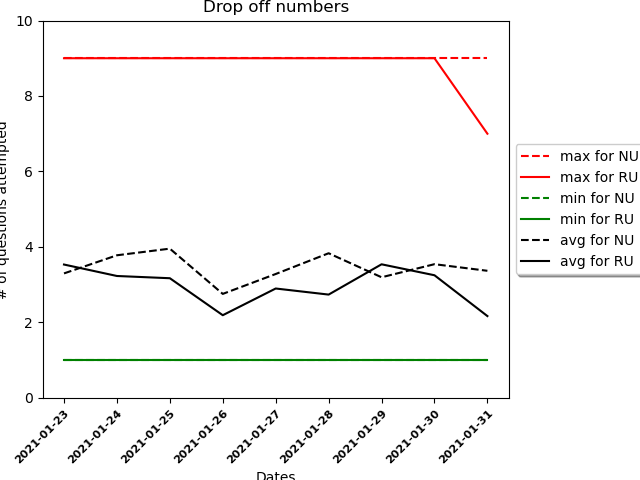 Drop off numbers
# of questions attempted
10
8
6
4
2
0
2021-01-23
2021-01-24
2021-01-25
2021-01-26
2021-01-27
2021-01-28
2021-01-29
2021-01-30
2021-01-31
Dates
max for NU
max for RU
min for NU
min for RU
avg for NU
avg for RU